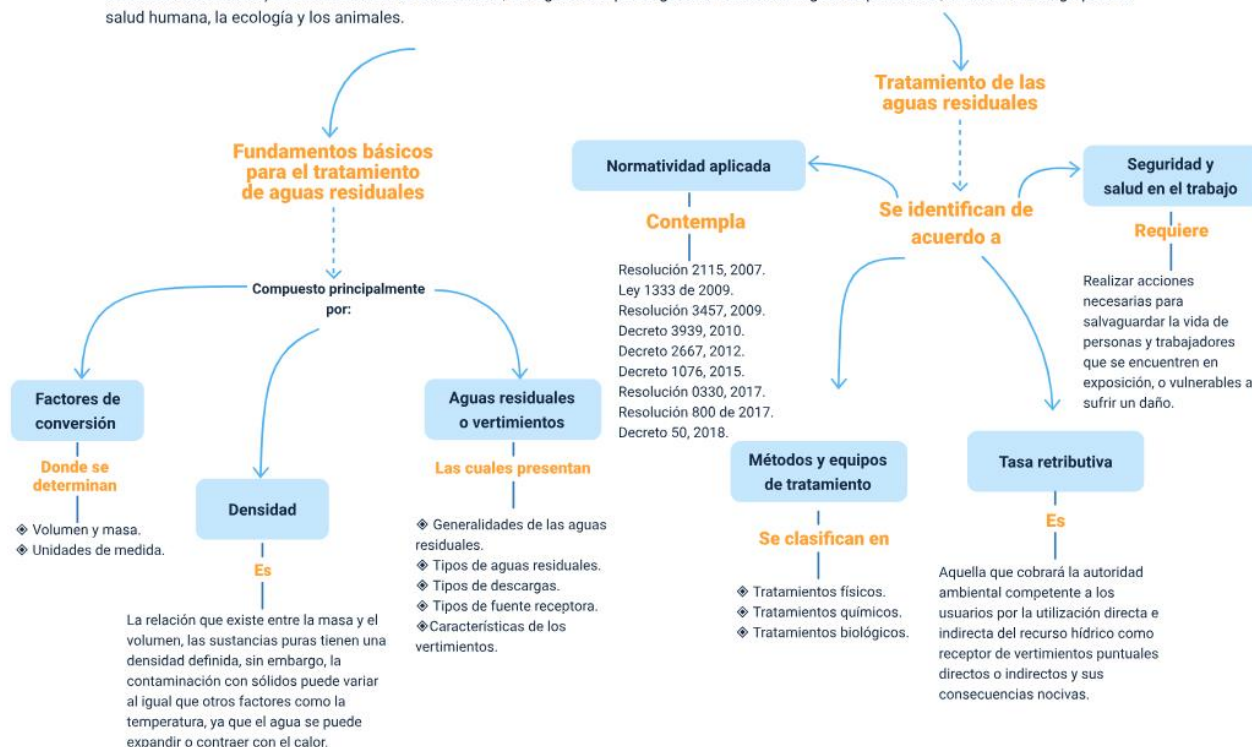 salud humana, la ecología y los animales.
Tratamiento de las
aguas residuales
Fundamentos básicos
para el tratamiento
de aguas residuales
Normatividad aplicada
Seguridad y
salud en el trabajo
Se identifican de
acuerdo a
Contempla
Requiere
Resolución 2115, 2007.
Ley 1333 de 2009.
Resolución 3457, 2009.
Decreto 3939, 2010.
Decreto 2667, 2012.
Decreto 1076, 2015.
Resolución 0330, 2017.
Resolución 800 de 2017.
Decreto 50, 2018.
Realizar acciones
necesarias para
salvaguardar la vida de
personas y trabajadores
que se encuentren en
exposición, o vulnerables a
sufrir un daño.
Compuesto principalmente
por:
Factores de
conversión
Donde se
determinan
◈ Volumen y masa.
◈ Unidades de medida.
Densidad
Es
La relación que existe entre la masa y el
volumen, las sustancias puras tienen una
densidad definida, sin embargo, la
contaminación con sólidos puede variar
al igual que otros factores como la
temperatura, ya que el agua se puede
expandir o contraer con el calor.
Aguas residuales
o vertimientos
Las cuales presentan
◈ Generalidades de las aguas
residuales.
◈ Tipos de aguas residuales.
◈ Tipos de descargas.
◈ Tipos de fuente receptora.
◈Características de los
vertimientos.
Métodos y equipos
de tratamiento
Se clasifican en
◈ Tratamientos físicos.
◈ Tratamientos químicos.
◈ Tratamientos biológicos.
Tasa retributiva
Es
Aquella que cobrará la autoridad
ambiental competente a los
usuarios por la utilización directa e
indirecta del recurso hídrico como
receptor de vertimientos puntuales
directos o indirectos y sus
consecuencias nocivas.